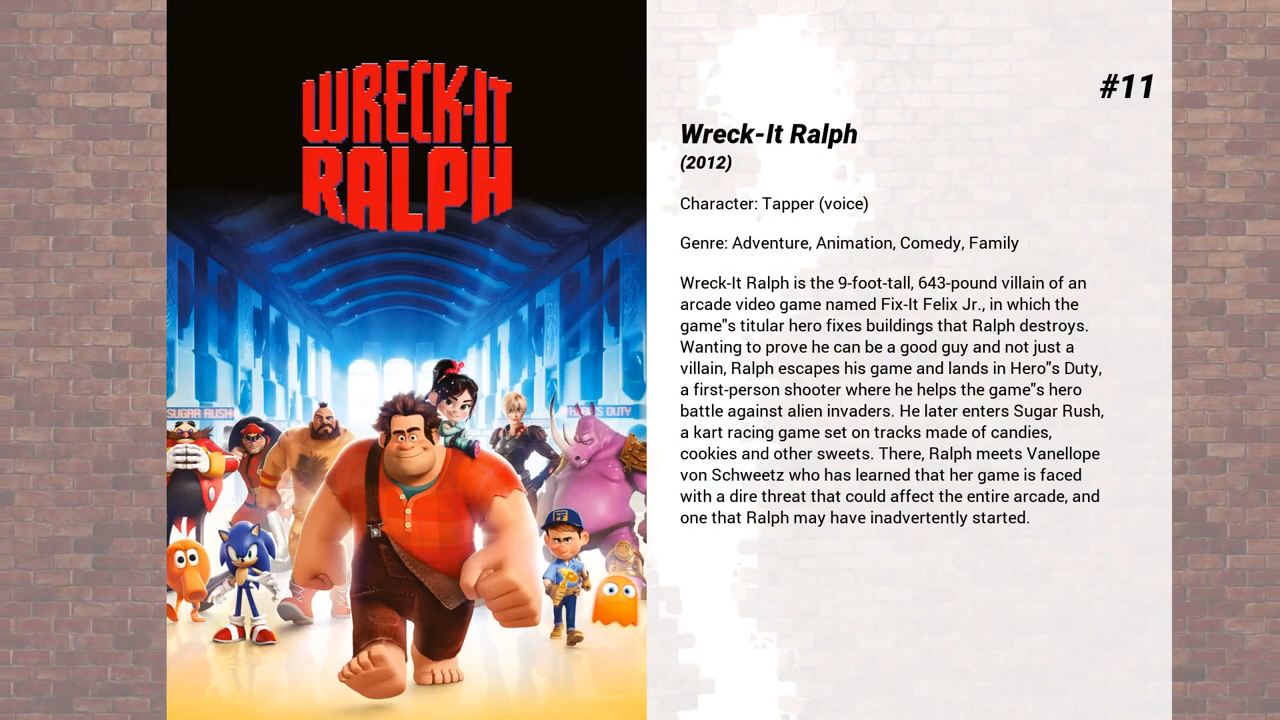 WRECK-IT
RALPH
SUGAR RUSH
HERO'S DUTY
FF
#11
Wreck-It Ralph
(2012)
Character: Tapper (voice)
Genre: Adventure, Animation, Comedy, Family
Wreck-It Ralph is the 9-foot-tall, 643-pound villain of an
arcade video game named Fix-It Felix Jr., in which the
game"s titular hero fixes buildings that Ralph destroys.
Wanting to prove he can be a good guy and not just a
villain, Ralph escapes his game and lands in Hero"s Duty,
a first-person shooter where he helps the game"s hero
battle against alien invaders. He later enters Sugar Rush,
a kart racing game set on tracks made of candies,
cookies and other sweets. There, Ralph meets Vanellope
von Schweetz who has learned that her game is faced
with a dire threat that could affect the entire arcade, and
one that Ralph may have inadvertently started.